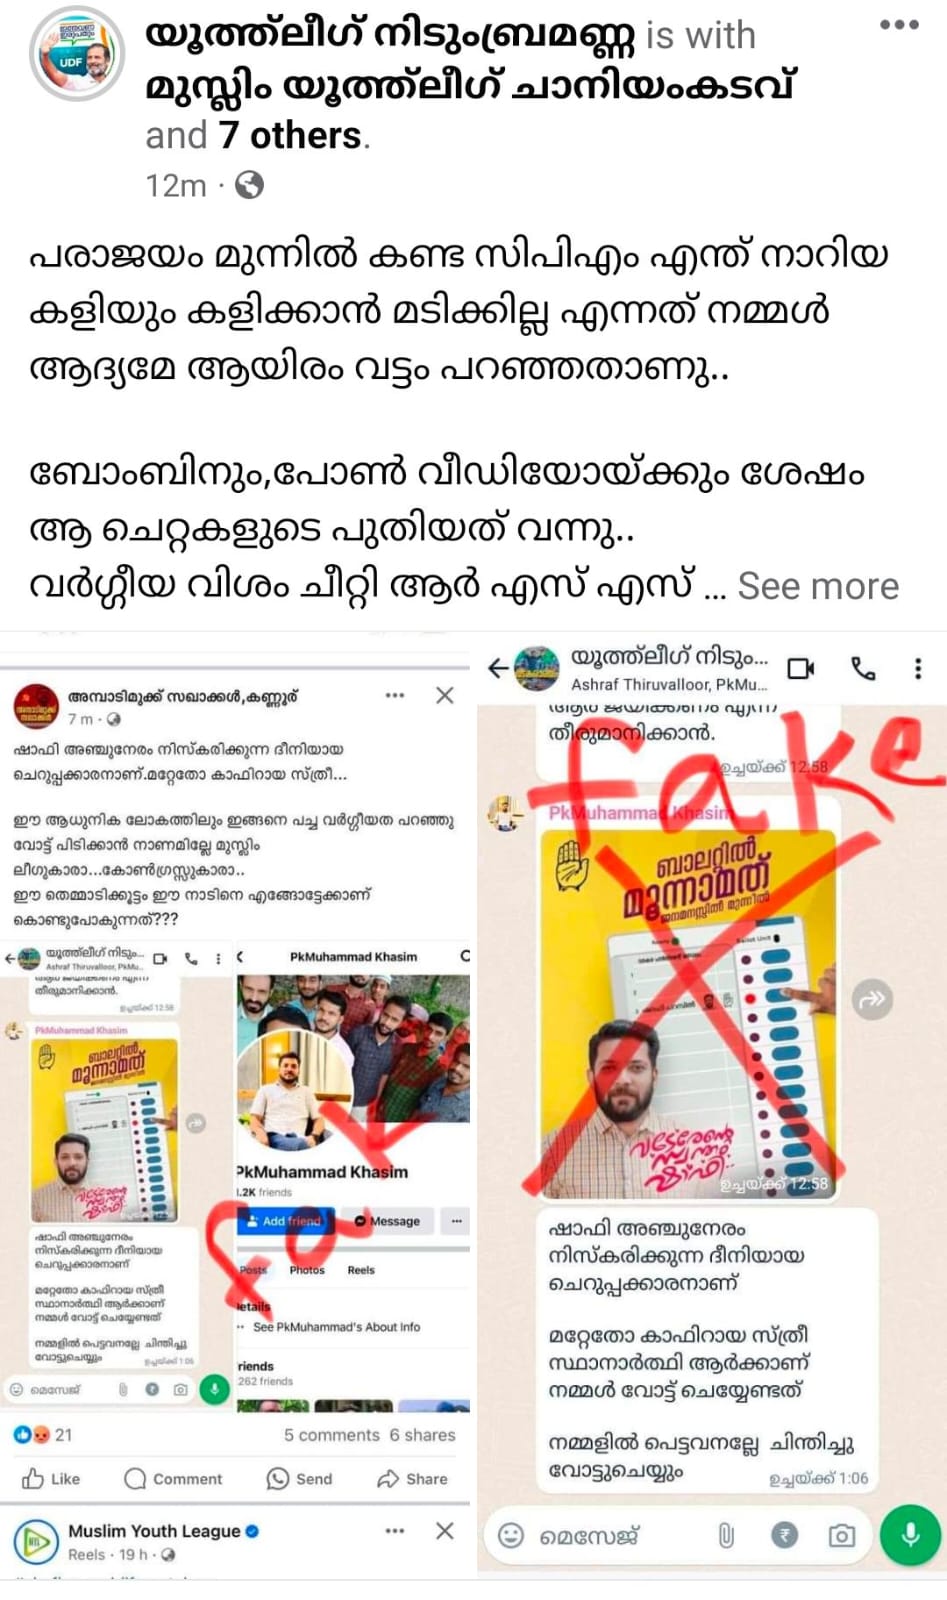 യൂത്ത്‌ലീഗ് നിടുംബ്രമണ്ണ is with
മുസ്ലിം യൂത്ത്‌ലീഗ് ചാനിയംകടവ്
and 7 others.
12m
പരാജയം മുന്നിൽ കണ്ട സിപിഎം എന്ത് നാറിയ
കളിയും കളിക്കാൻ മടിക്കില്ല എന്നത് നമ്മൾ
ആദ്യമേ ആയിരം വട്ടം പറഞ്ഞതാണു..
ബോംബിനും,പോൺ വീഡിയോയ്ക്കും ശേഷം
ആ ചെറ്റകളുടെ പുതിയത് വന്നു..
വർഗ്ഗീയ വിശം ചീറ്റി ആർ എസ് എസ് ... See more
അമ്പാടിമുക്ക് സഖാക്കൾ,കണ്ണൂര്
7 m
ഷാഫി അഞ്ചുനേരം നിസ്കരിക്കുന്ന ദീനിയായ
ചെറുപ്പക്കാരനാണ്.മറ്റേതോ കാഫിറായ സ്ത്രീ...
ഈ ആധുനിക ലോകത്തിലും ഇങ്ങനെ പച്ച വർഗ്ഗീയത പറഞ്ഞു
വോട്ട് പിടിക്കാൻ നാണമില്ലേ മുസ്ലിം
ലീഗുകാരാ...കോൺഗ്രസ്സുകാരാ..
ഈ തെമ്മാടിക്കൂട്ടം ഈ നാടിനെ എങ്ങോട്ടേക്കാണ്
കൊണ്ടുപോകുന്നത്???
യൂത്ത്‌ലീഗ് നിടും...
Ashraf Thiruvalloor, PkMu...
തീരുമാനിക്കാൻ.
ഉച്ചയ്ക്ക് 12:58
PkMuhammad Khasim
ബാലറ്റിൽ
മൂന്നാമത്
ഷാഫി അഞ്ചുനേരം
നിസ്കരിക്കുന്ന ദീനിയായ
ചെറുപ്പക്കാരനാണ്
മറ്റേതോ കാഫിറായ സ്ത്രീ
സ്ഥാനാർത്ഥി ആർക്കാണ്
നമ്മൾ വോട്ട് ചെയ്യേണ്ടത്
നമ്മളിൽ പെട്ടവനല്ലേ ചിന്തിച്ചു
വോട്ടുചെയ്യും
ഉച്ചയ്ക്ക് 1:06
മെസേജ്
PkMuhammad Khasim
PkMuhammad Khasim
1.2K friends
Add friend
Message
Posts
Photos
Reels
See PkMuhammad's About Info
262 friends
21
5 comments 6 shares
Like
Comment
Send
Share
Muslim Youth League
Reels · 19 h
യൂത്ത്‌ലീഗ് നിടും...
Ashraf Thiruvalloor, PkMu...
തീരുമാനിക്കാൻ.
ഉച്ചയ്ക്ക് 12:58
fake
PkMuhammad Khasim
ബാലറ്റിൽ
മൂന്നാമത്
ജനമനസ്സിൽ മുന്നിൽ
Ballot Unit
ഉച്ചയ്ക്ക് 12:58
ഷാഫി അഞ്ചുനേരം
നിസ്കരിക്കുന്ന ദീനിയായ
ചെറുപ്പക്കാരനാണ്
മറ്റേതോ കാഫിറായ സ്ത്രീ
സ്ഥാനാർത്ഥി ആർക്കാണ്
നമ്മൾ വോട്ട് ചെയ്യേണ്ടത്
നമ്മളിൽ പെട്ടവനല്ലേ ചിന്തിച്ചു
വോട്ടുചെയ്യും
ഉച്ചയ്ക്ക് 1:06
മെസേജ്